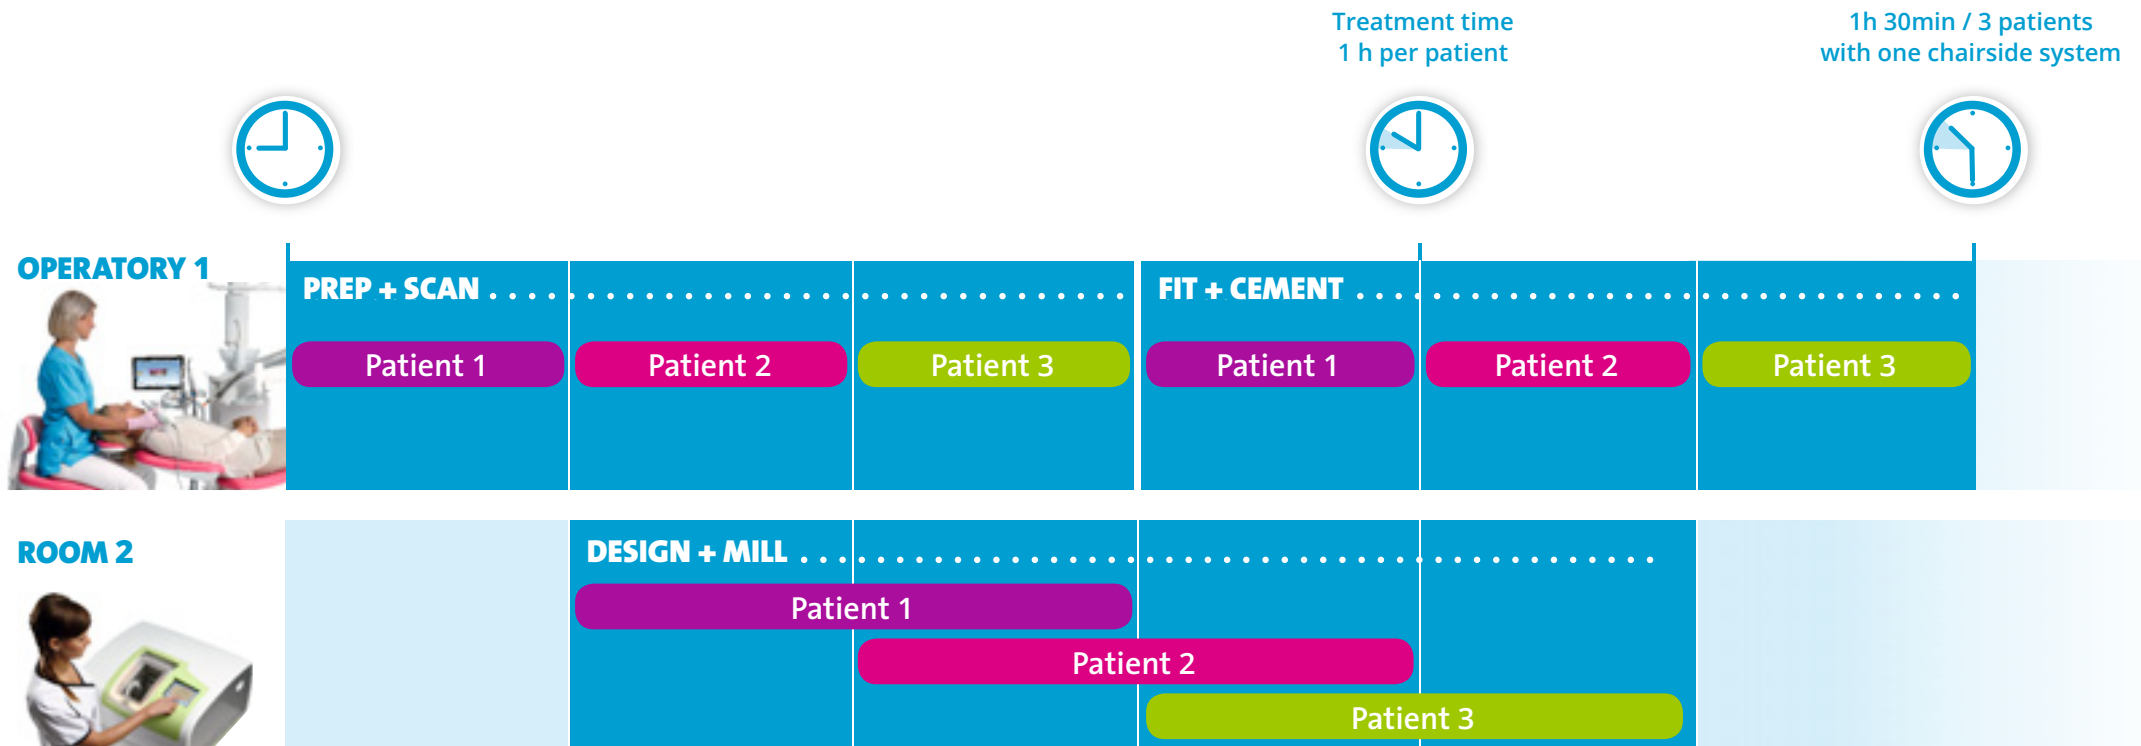 Treatment time
1 h per patient
1h 30min / 3 patients
with one chairside system
OPERATORY 1
PREP + SCAN
FIT + CEMENT
Patient 1
Patient 2
Patient 3
Patient 1
Patient 2
Patient 3
ROOM 2
DESIGN + MILL
Patient 1
Patient 2
Patient 3